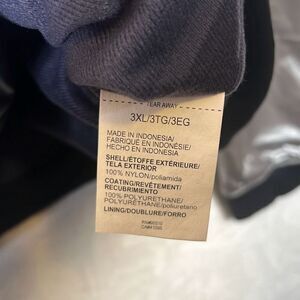 TEAR AWAY
3XL/3TG/3EG
MADE IN INDONESIA/
FABRIQUÉ EN INDONÉSIE/
HECHO EN INDONESIA
SHELL/ÉTOFFE EXTÉRIEURE/
TELA EXTERIOR
100% NYLON/poliamida
COATING/REVÊTEMENT/
RECUBRIMIENTO
100% POLYURETHANE/
POLYURÉTHANE/poliuretano
LINING/DOUBLURE/FORRO